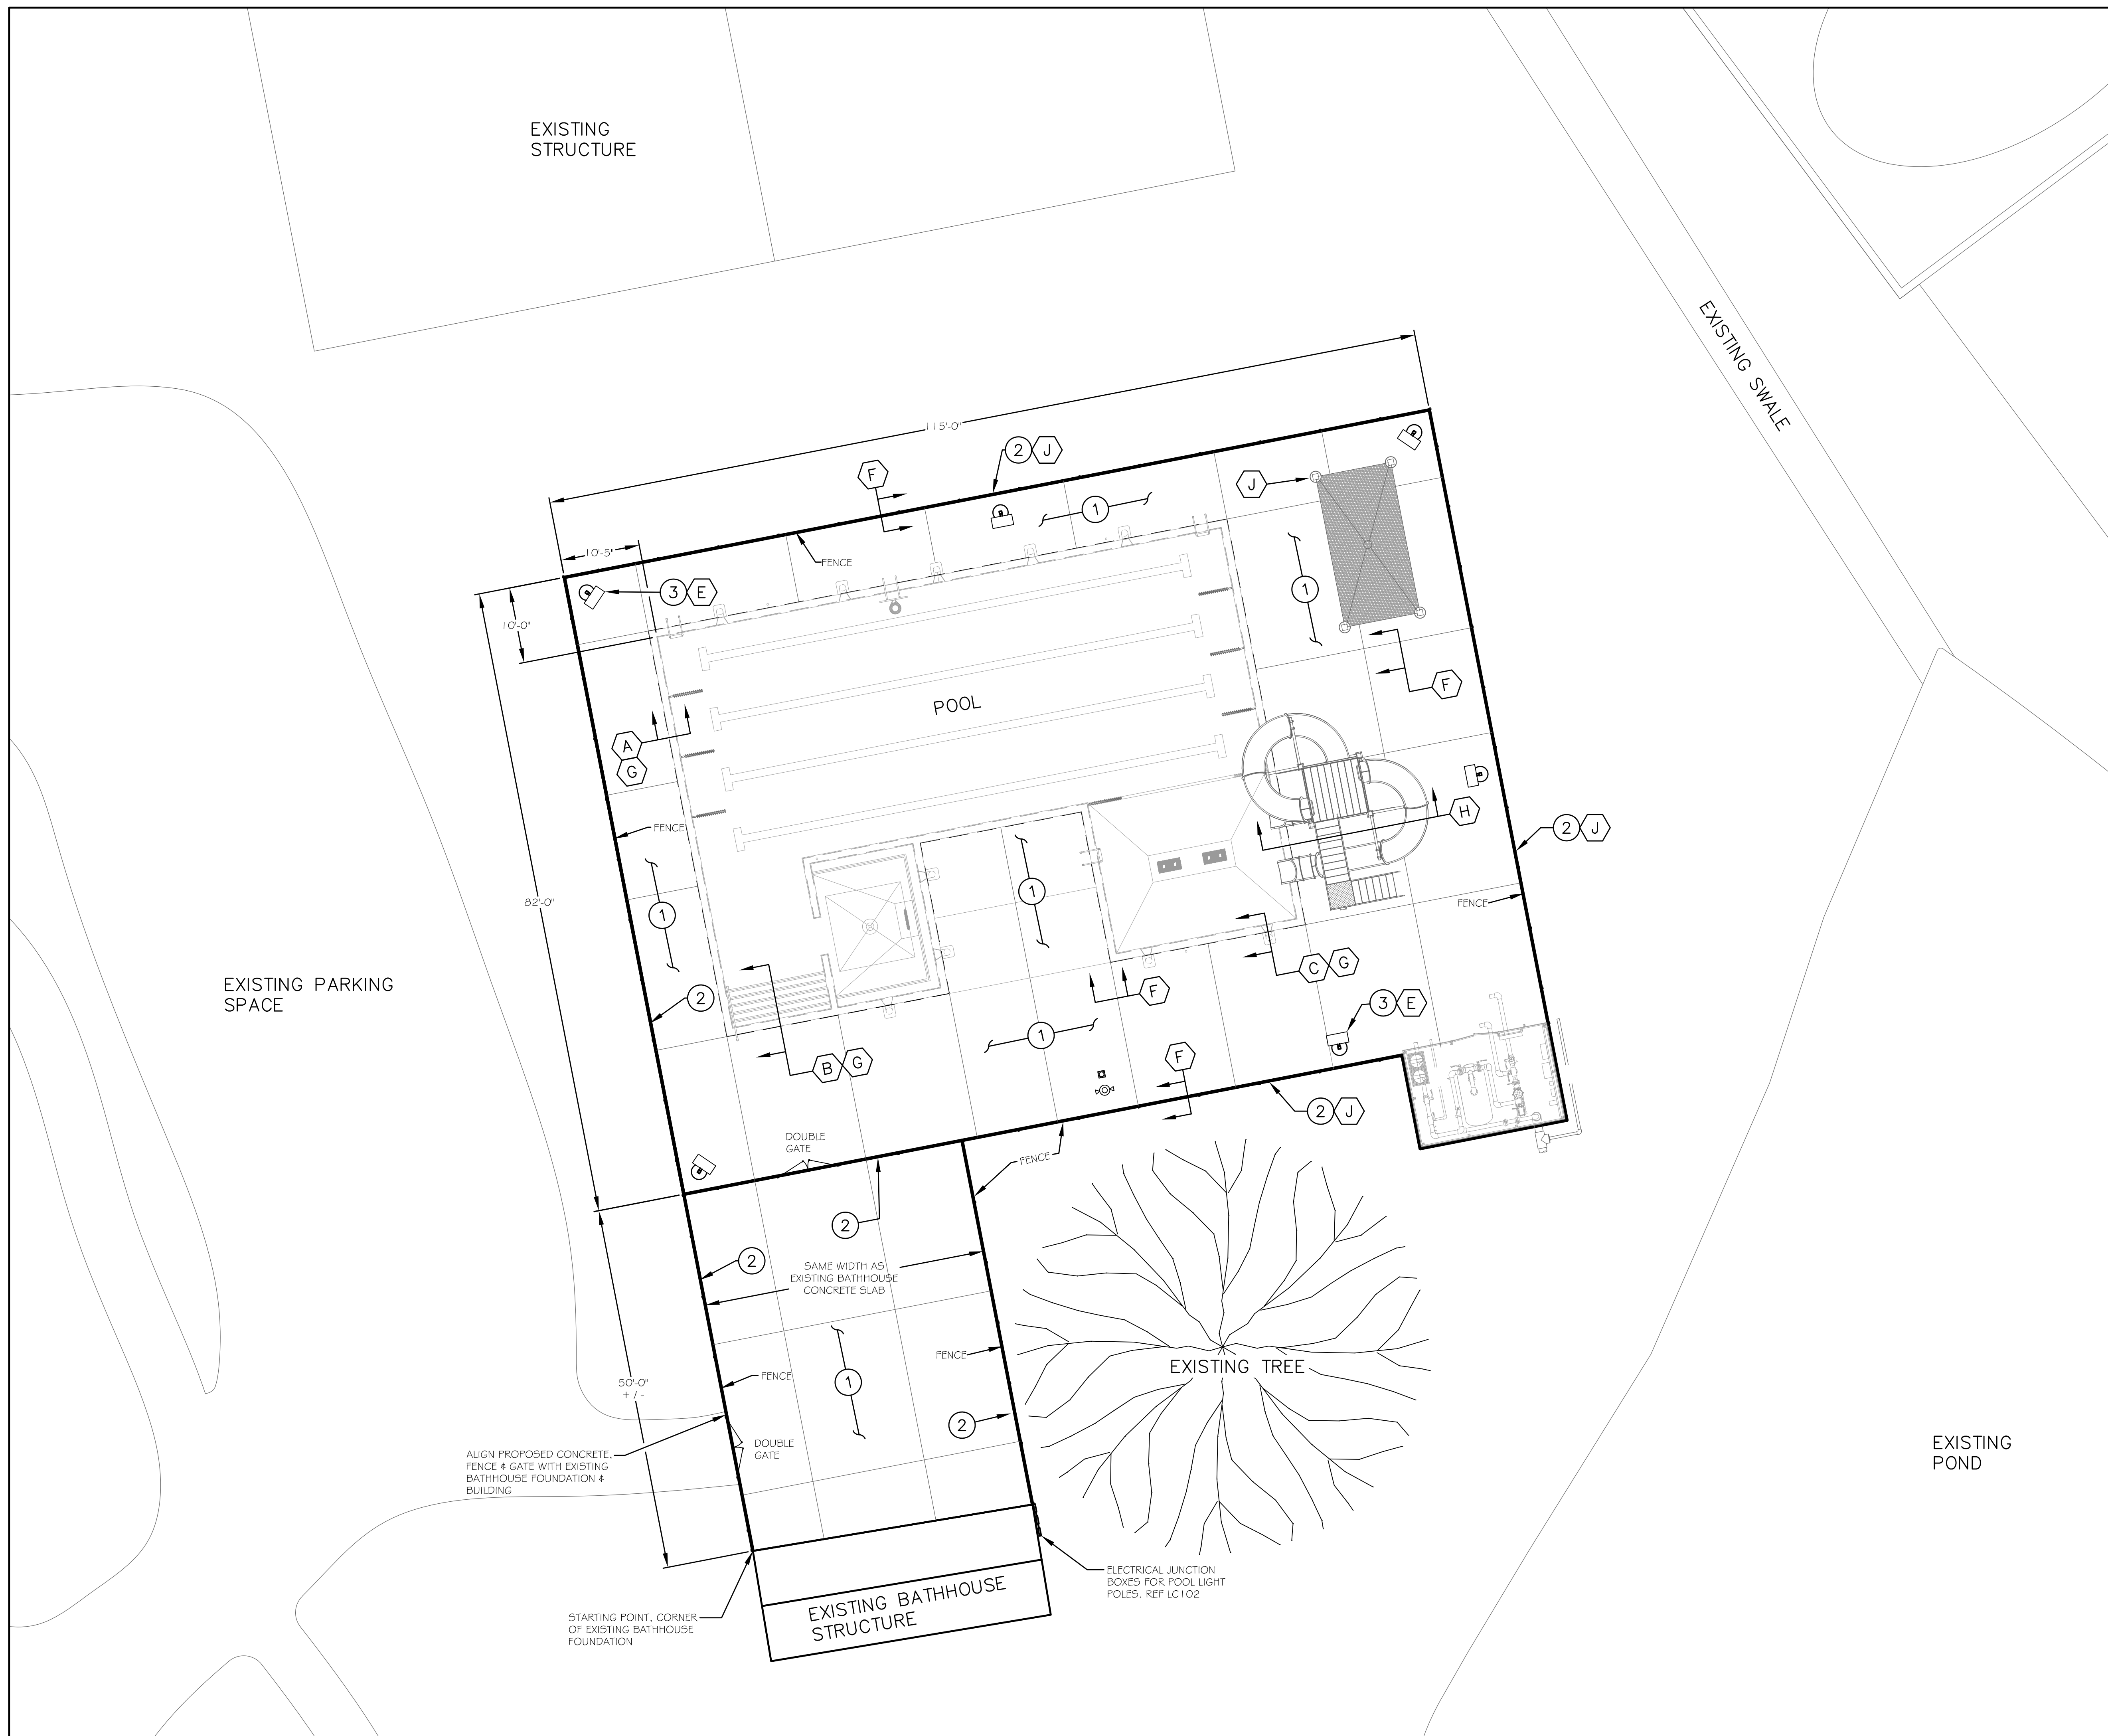 EXISTING
STRUCTURE
EXISTING SWALE
115'-0"
F
2
J
J
1
10'-5"
FENCE
3
E
1
10'-0"
F
POOL
A
G
H
2
J
FENCE
82'-0"
1
1
FENCE
C
G
EXISTING PARKING
SPACE
2
F
3
E
1
B
G
F
2
J
DOUBLE
GATE
FENCE
2
2
SAME WIDTH AS
EXISTING BATHHOUSE
CONCRETE SLAB
FENCE
EXISTING TREE
50'-0"
+ / -
FENCE
1
2
DOUBLE
GATE
ALIGN PROPOSED CONCRETE,
FENCE & GATE WITH EXISTING
BATHHOUSE FOUNDATION &
BUILDING
EXISTING
POND
ELECTRICAL JUNCTION
BOXES FOR POOL LIGHT
POLES. REF LC102
EXISTING BATHHOUSE
STRUCTURE
STARTING POINT, CORNER
OF EXISTING BATHHOUSE
FOUNDATION